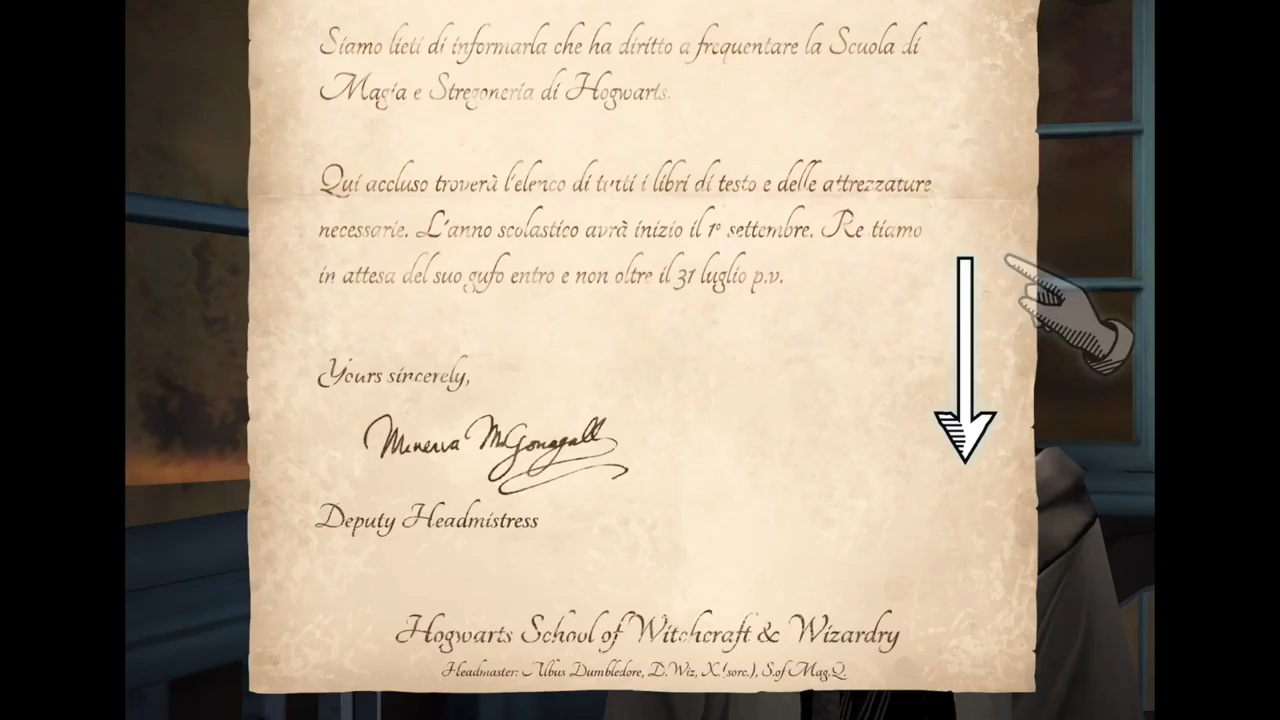 Siamo lieti di informarla che ha diritto a frequentare la Scuola di
Magia e Stregoneria di Hogwarts.
Qui accluso troverà l'elenco di tutti i libri di testo e delle attrezzature
necessarie. L'anno scolastico avrà inizio il 1° settembre. Re tiamo
in attesa del suo gufo entro e non oltre il 31 luglio p.v.
Yours sincerely,
Minerva McGonagall
Deputy Headmistress
Hogwarts School of Witchcraft & Wizardry
Headmaster: Albus Dumbledore, D.Wiz, X.(sorc.), S.of Mag.Q.